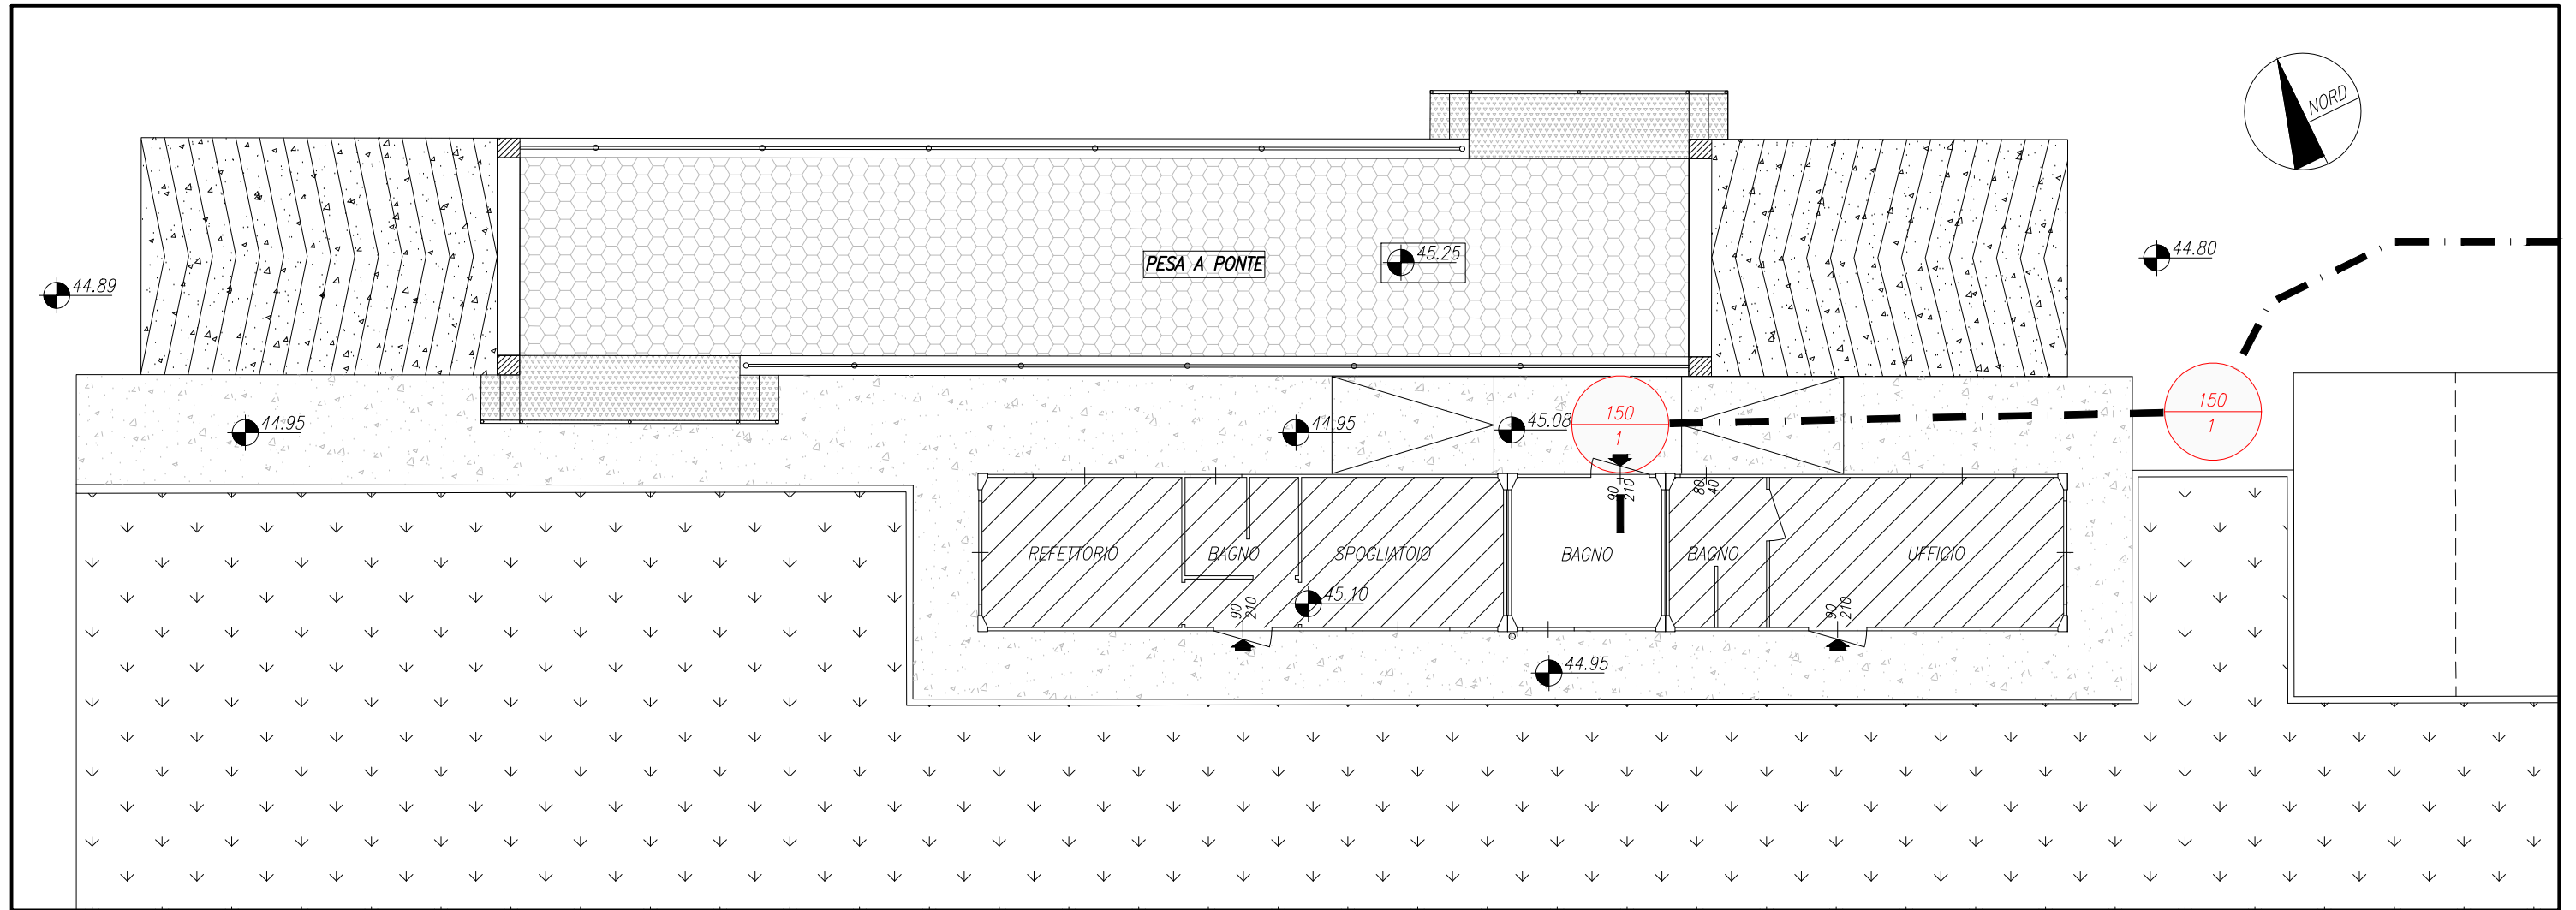 NORD
44.89
PESA A PONTE
45.25
44.80
44.95
44.95
45.08
150
1
150
1
90
210
80
40
REFETTORIO
BAGNO
SPOGLIATOIO
BAGNO
BAGNO
UFFICIO
45.10
90
210
90
210
44.95